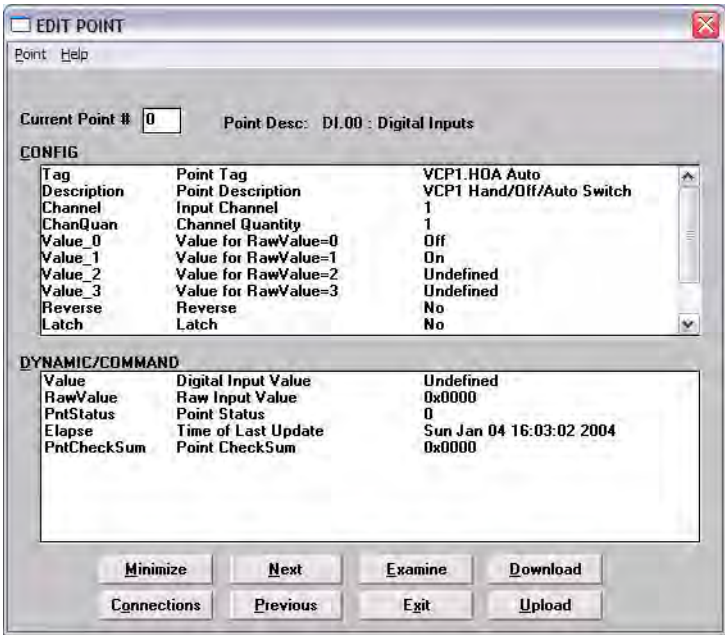 EDIT POINT
Point Help
Current Point # 0 Point Desc: DI.00 : Digital Inputs
CONFIG
Tag Point Tag VCP1.HOA Auto
Description Point Description VCP1 Hand/Off/Auto Switch
Channel Input Channel 1
ChanQuan Channel Quantity 1
Value_0 Value for RawValue=0 Off
Value_1 Value for RawValue=1 On
Value_2 Value for RawValue=2 Undefined
Value_3 Value for RawValue=3 Undefined
Reverse Reverse No
Latch Latch No
DYNAMIC/COMMAND
Value Digital Input Value Undefined
RawValue Raw Input Value 0x0000
PntStatus Point Status 0
Elapse Time of Last Update Sun Jan 04 16:03:02 2004
PntCheckSum Point CheckSum 0x0000
Minimize Next Examine Download
Connections Previous Exit Upload